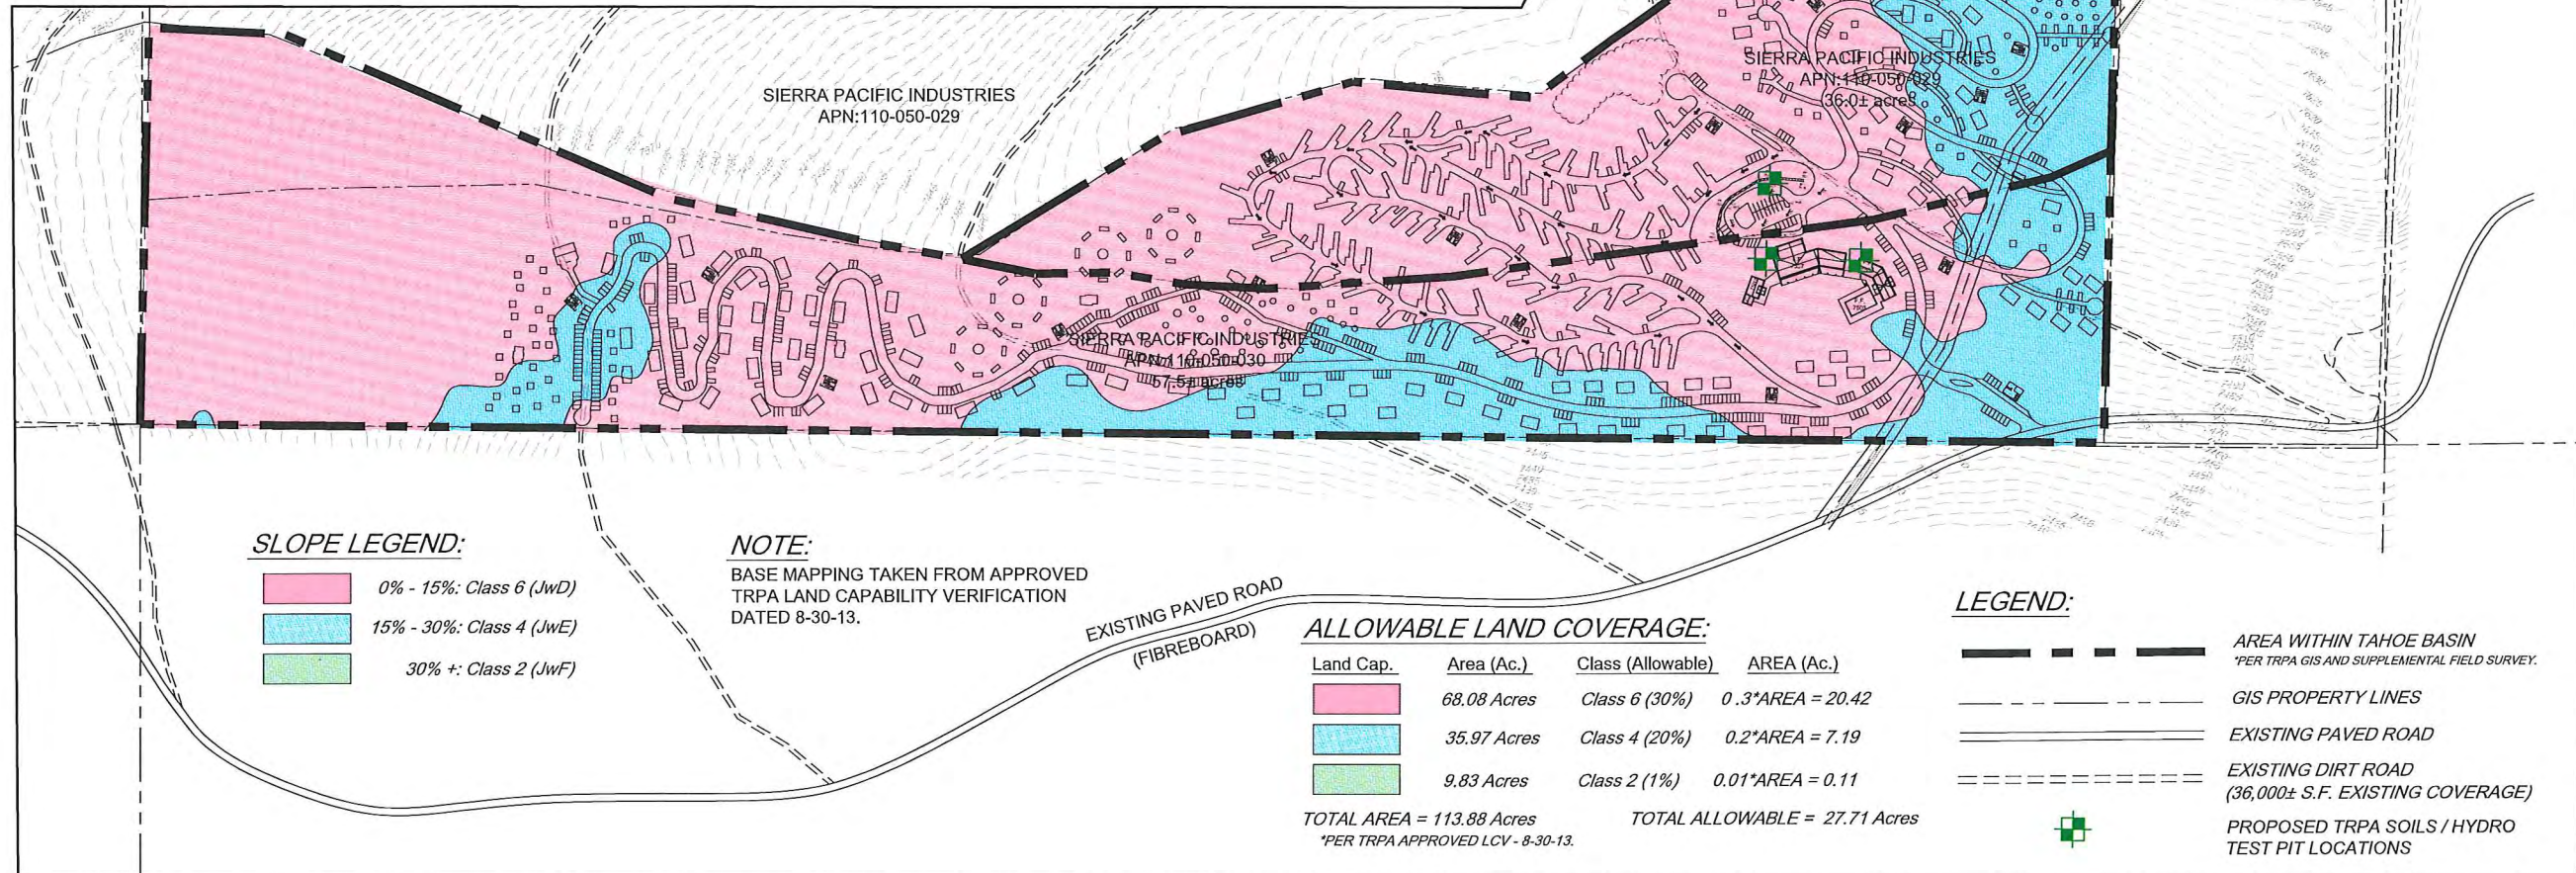 SIERRA PACIFIC INDUSTRIES
APN:110-050-029
SIERRA PACIFIC INDUSTRIES
APN:110-050-029
36.0± acres
SIERRA PACIFIC INDUSTRIES
APN:110-050-030
57.5± acres
SLOPE LEGEND:
0% - 15%: Class 6 (JwD)
15% - 30%: Class 4 (JwE)
30% +: Class 2 (JwF)
NOTE:
BASE MAPPING TAKEN FROM APPROVED
TRPA LAND CAPABILITY VERIFICATION
DATED 8-30-13.
EXISTING PAVED ROAD
(FIBREBOARD)
ALLOWABLE LAND COVERAGE:
Land Cap. Area (Ac.) Class (Allowable) AREA (Ac.)
68.08 Acres Class 6 (30%) 0 .3*AREA = 20.42
35.97 Acres Class 4 (20%) 0.2*AREA = 7.19
9.83 Acres Class 2 (1%) 0.01*AREA = 0.11
TOTAL AREA = 113.88 Acres TOTAL ALLOWABLE = 27.71 Acres
*PER TRPA APPROVED LCV - 8-30-13.
LEGEND:
AREA WITHIN TAHOE BASIN
*PER TRPA GIS AND SUPPLEMENTAL FIELD SURVEY.
GIS PROPERTY LINES
EXISTING PAVED ROAD
EXISTING DIRT ROAD
(36,000± S.F. EXISTING COVERAGE)
PROPOSED TRPA SOILS / HYDRO
TEST PIT LOCATIONS